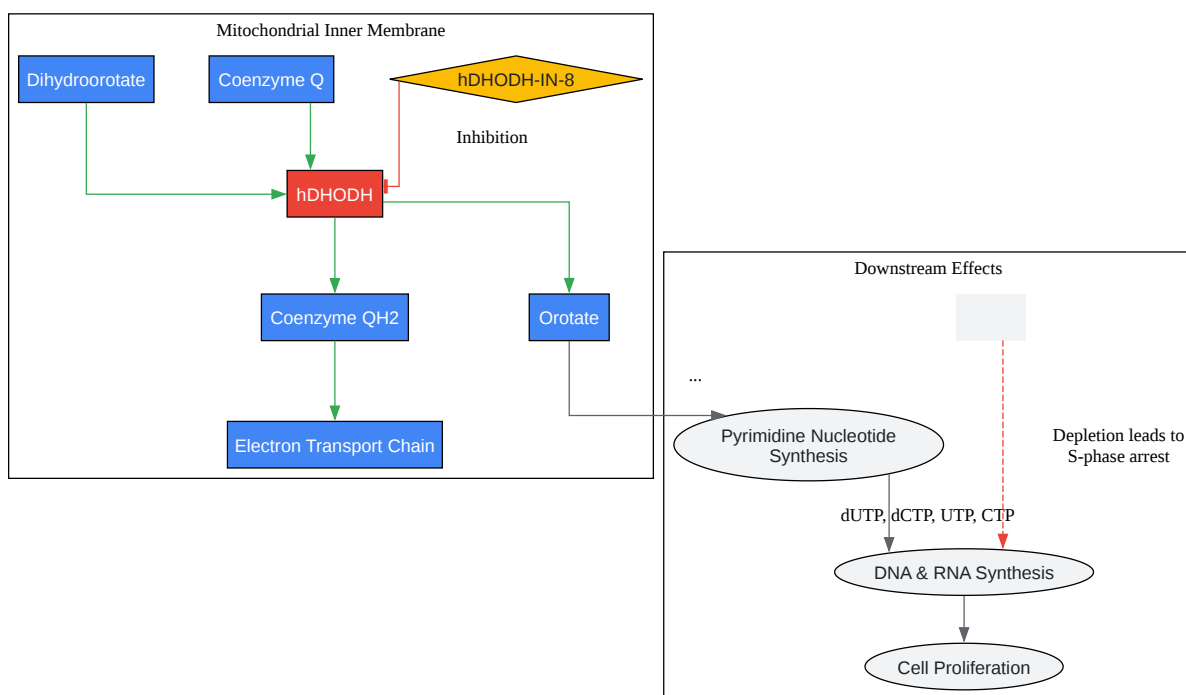 Mitochondrial Inner Membrane
Dihydroorotate
Coenzyme Q
hDHODH-IN-8
Inhibition
hDHODH
Coenzyme QH2
Orotate
Electron Transport Chain
Downstream Effects
...
Pyrimidine Nucleotide
Synthesis
Depletion leads to
S-phase arrest
dUTP, dCTP, UTP, CTP
DNA & RNA Synthesis
Cell Proliferation